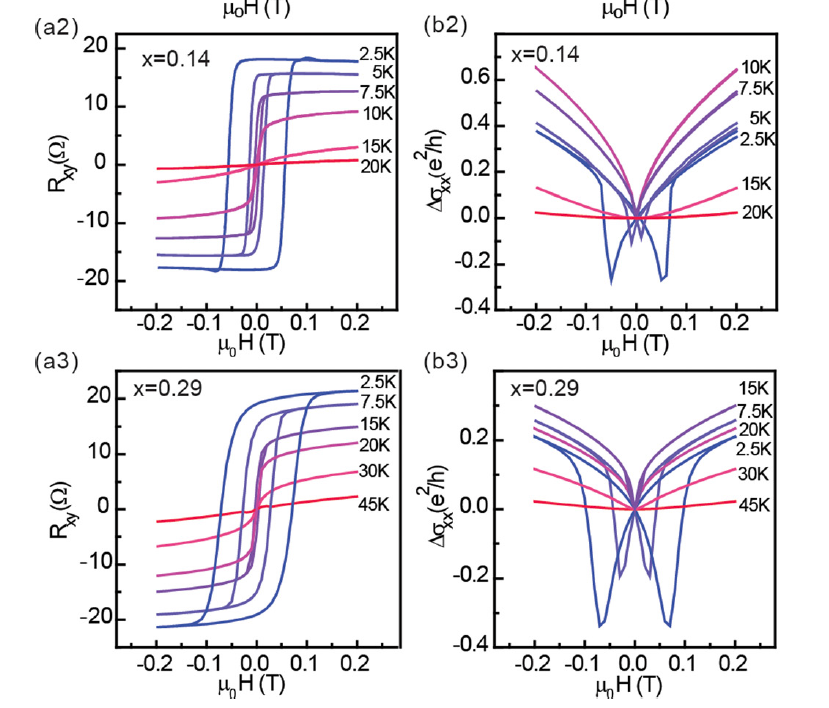 μ₀H (T)
μ₀H (T)
(a2)
x=0.14
20
10
0
-10
-20
Rxy(Ω)
2.5K
5K
7.5K
10K
15K
20K
-0.2 -0.1 0.0 0.1 0.2
μ₀H (T)
(b2)
x=0.14
0.6
0.4
0.2
0.0
-0.2
-0.4
Δσxx(e²/h)
10K
7.5K
5K
2.5K
15K
20K
-0.2 -0.1 0.0 0.1 0.2
μ₀H (T)
(a3)
x=0.29
20
10
0
-10
-20
Rxy(Ω)
2.5K
7.5K
15K
20K
30K
45K
-0.2 -0.1 0.0 0.1 0.2
μ₀H (T)
(b3)
x=0.29
0.2
0.0
-0.2
-0.4
Δσxx(e²/h)
15K
7.5K
20K
2.5K
30K
45K
-0.2 -0.1 0.0 0.1 0.2
μ₀H (T)